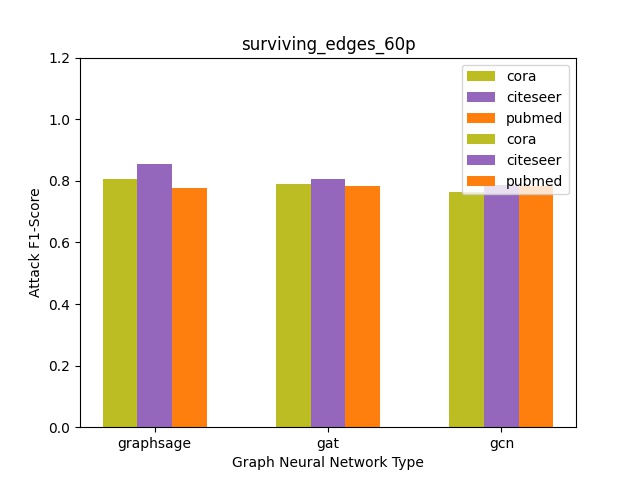 surviving_edges_60p
1.2
1.0
0.8
0.6
0.4
0.2
0.0
Attack F1-Score
cora
citeseer
pubmed
cora
citeseer
pubmed
graphsage gat gcn
Graph Neural Network Type